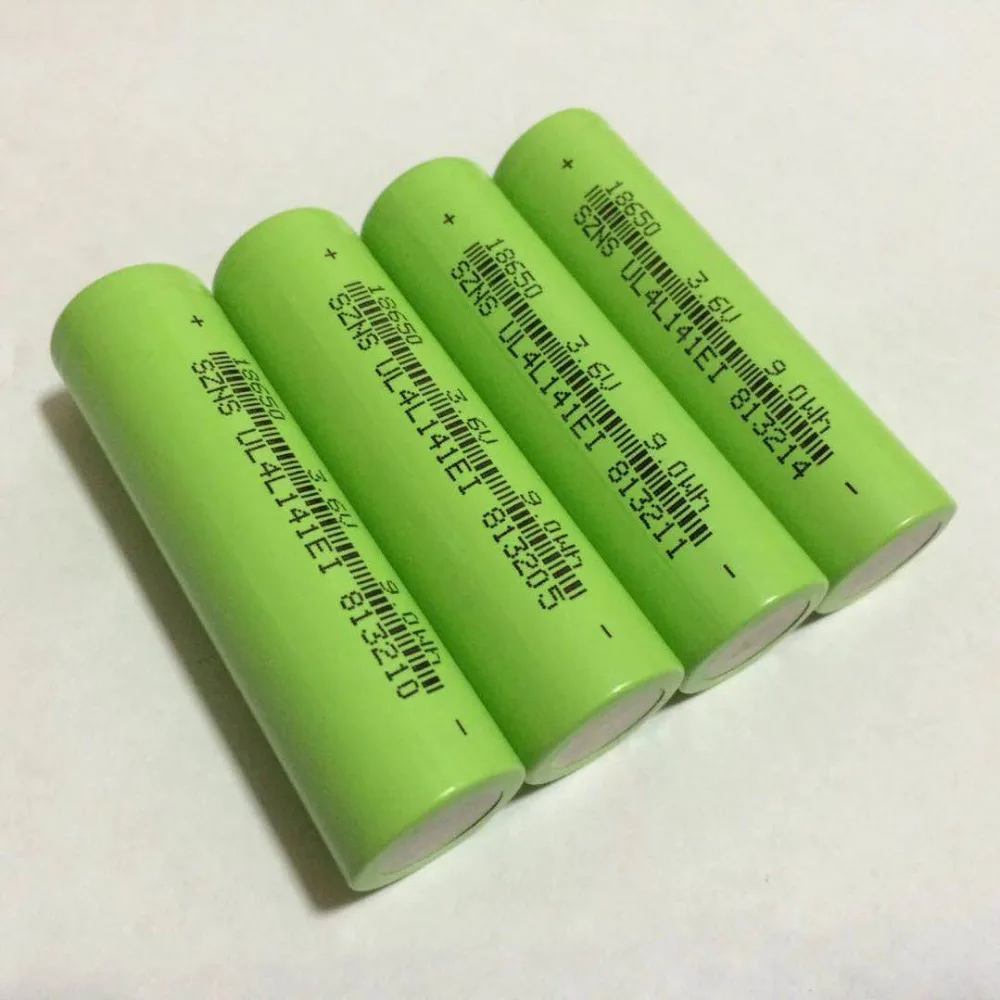 +
18650 3.6V 9.0Wh
SZNS UL4L141EI 813210
-
+
18650 3.6V 9.0Wh
SZNS UL4L141EI 813205
-
+
18650 3.6V 9.0Wh
SZNS UL4L141EI 813211
-
+
18650 3.6V 9.0Wh
SZNS UL4L141EI 813214
-